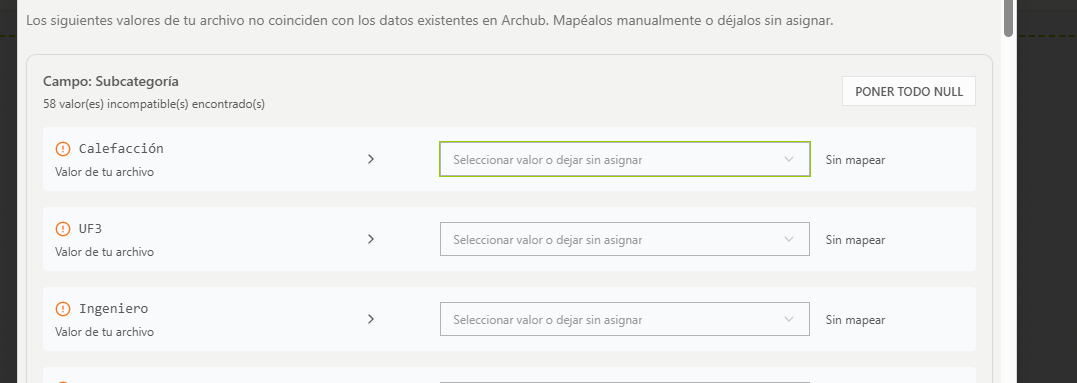 Los siguientes valores de tu archivo no coinciden con los datos existentes en Archub. Mapéalos manualmente o déjalos sin asignar.
Campo: Subcategoría
PONER TODO NULL
58 valor(es) incompatible(s) encontrado(s)
Calefacción
Valor de tu archivo
Seleccionar valor o dejar sin asignar
Sin mapear
UF3
Valor de tu archivo
Seleccionar valor o dejar sin asignar
Sin mapear
Ingeniero
Valor de tu archivo
Seleccionar valor o dejar sin asignar
Sin mapear